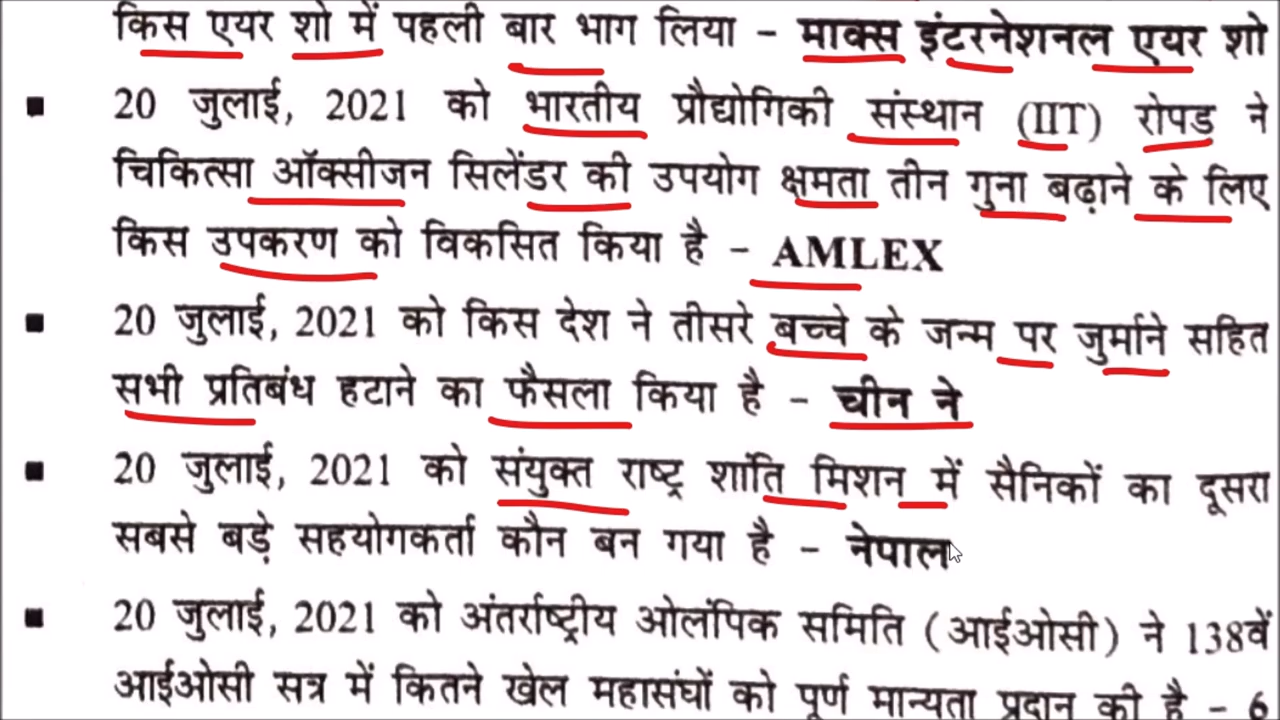 किस एयर शो में पहली बार भाग लिया – माक्स इंटरनेशनल एयर शो
▪ 20 जुलाई, 2021 को भारतीय प्रौद्योगिकी संस्थान (IIT) रोपड ने
चिकित्सा ऑक्सीजन सिलेंडर की उपयोग क्षमता तीन गुना बढ़ाने के लिए
किस उपकरण को विकसित किया है – AMLEX
▪ 20 जुलाई, 2021 को किस देश ने तीसरे बच्चे के जन्म पर जुर्माने सहित
सभी प्रतिबंध हटाने का फैसला किया है – चीन ने
▪ 20 जुलाई, 2021 को संयुक्त राष्ट्र शांति मिशन में सैनिकों का दूसरा
सबसे बड़े सहयोगकर्ता कौन बन गया है – नेपाल
▪ 20 जुलाई, 2021 को अंतर्राष्ट्रीय ओलंपिक समिति (आईओसी) ने 138वें
आईओसी सत्र में कितने खेल महासंघों को पूर्ण मान्यता प्रदान की है – 6